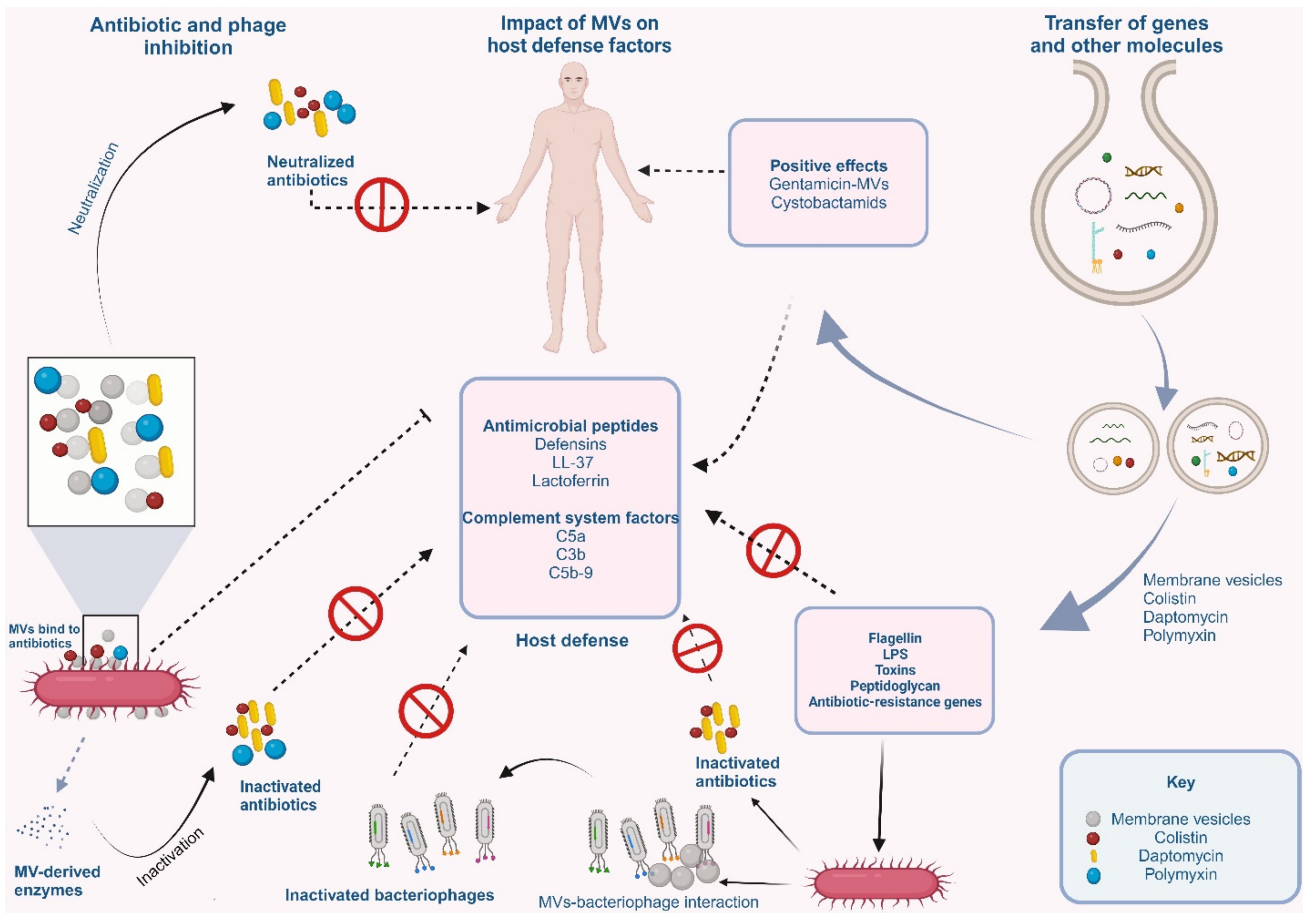 Antibiotic and phage
inhibition
Impact of MVs on
host defense factors
Transfer of genes
and other molecules
Neutralization
Neutralized
antibiotics
Positive effects
Gentamicin-MVs
Cystobactamids
Antimicrobial peptides
Defensins
LL-37
Lactoferrin
Complement system factors
C5a
C3b
C5b-9
Host defense
MVs bind to
antibiotics
Membrane vesicles
Colistin
Daptomycin
Polymyxin
Flagellin
LPS
Toxins
Peptidoglycan
Antibiotic-resistance genes
Inactivated
antibiotics
Inactivated antibiotics
MV-derived
enzymes
Inactivation
Inactivated bacteriophages
MVs-bacteriophage interaction
Key
Membrane vesicles
Colistin
Daptomycin
Polymyxin